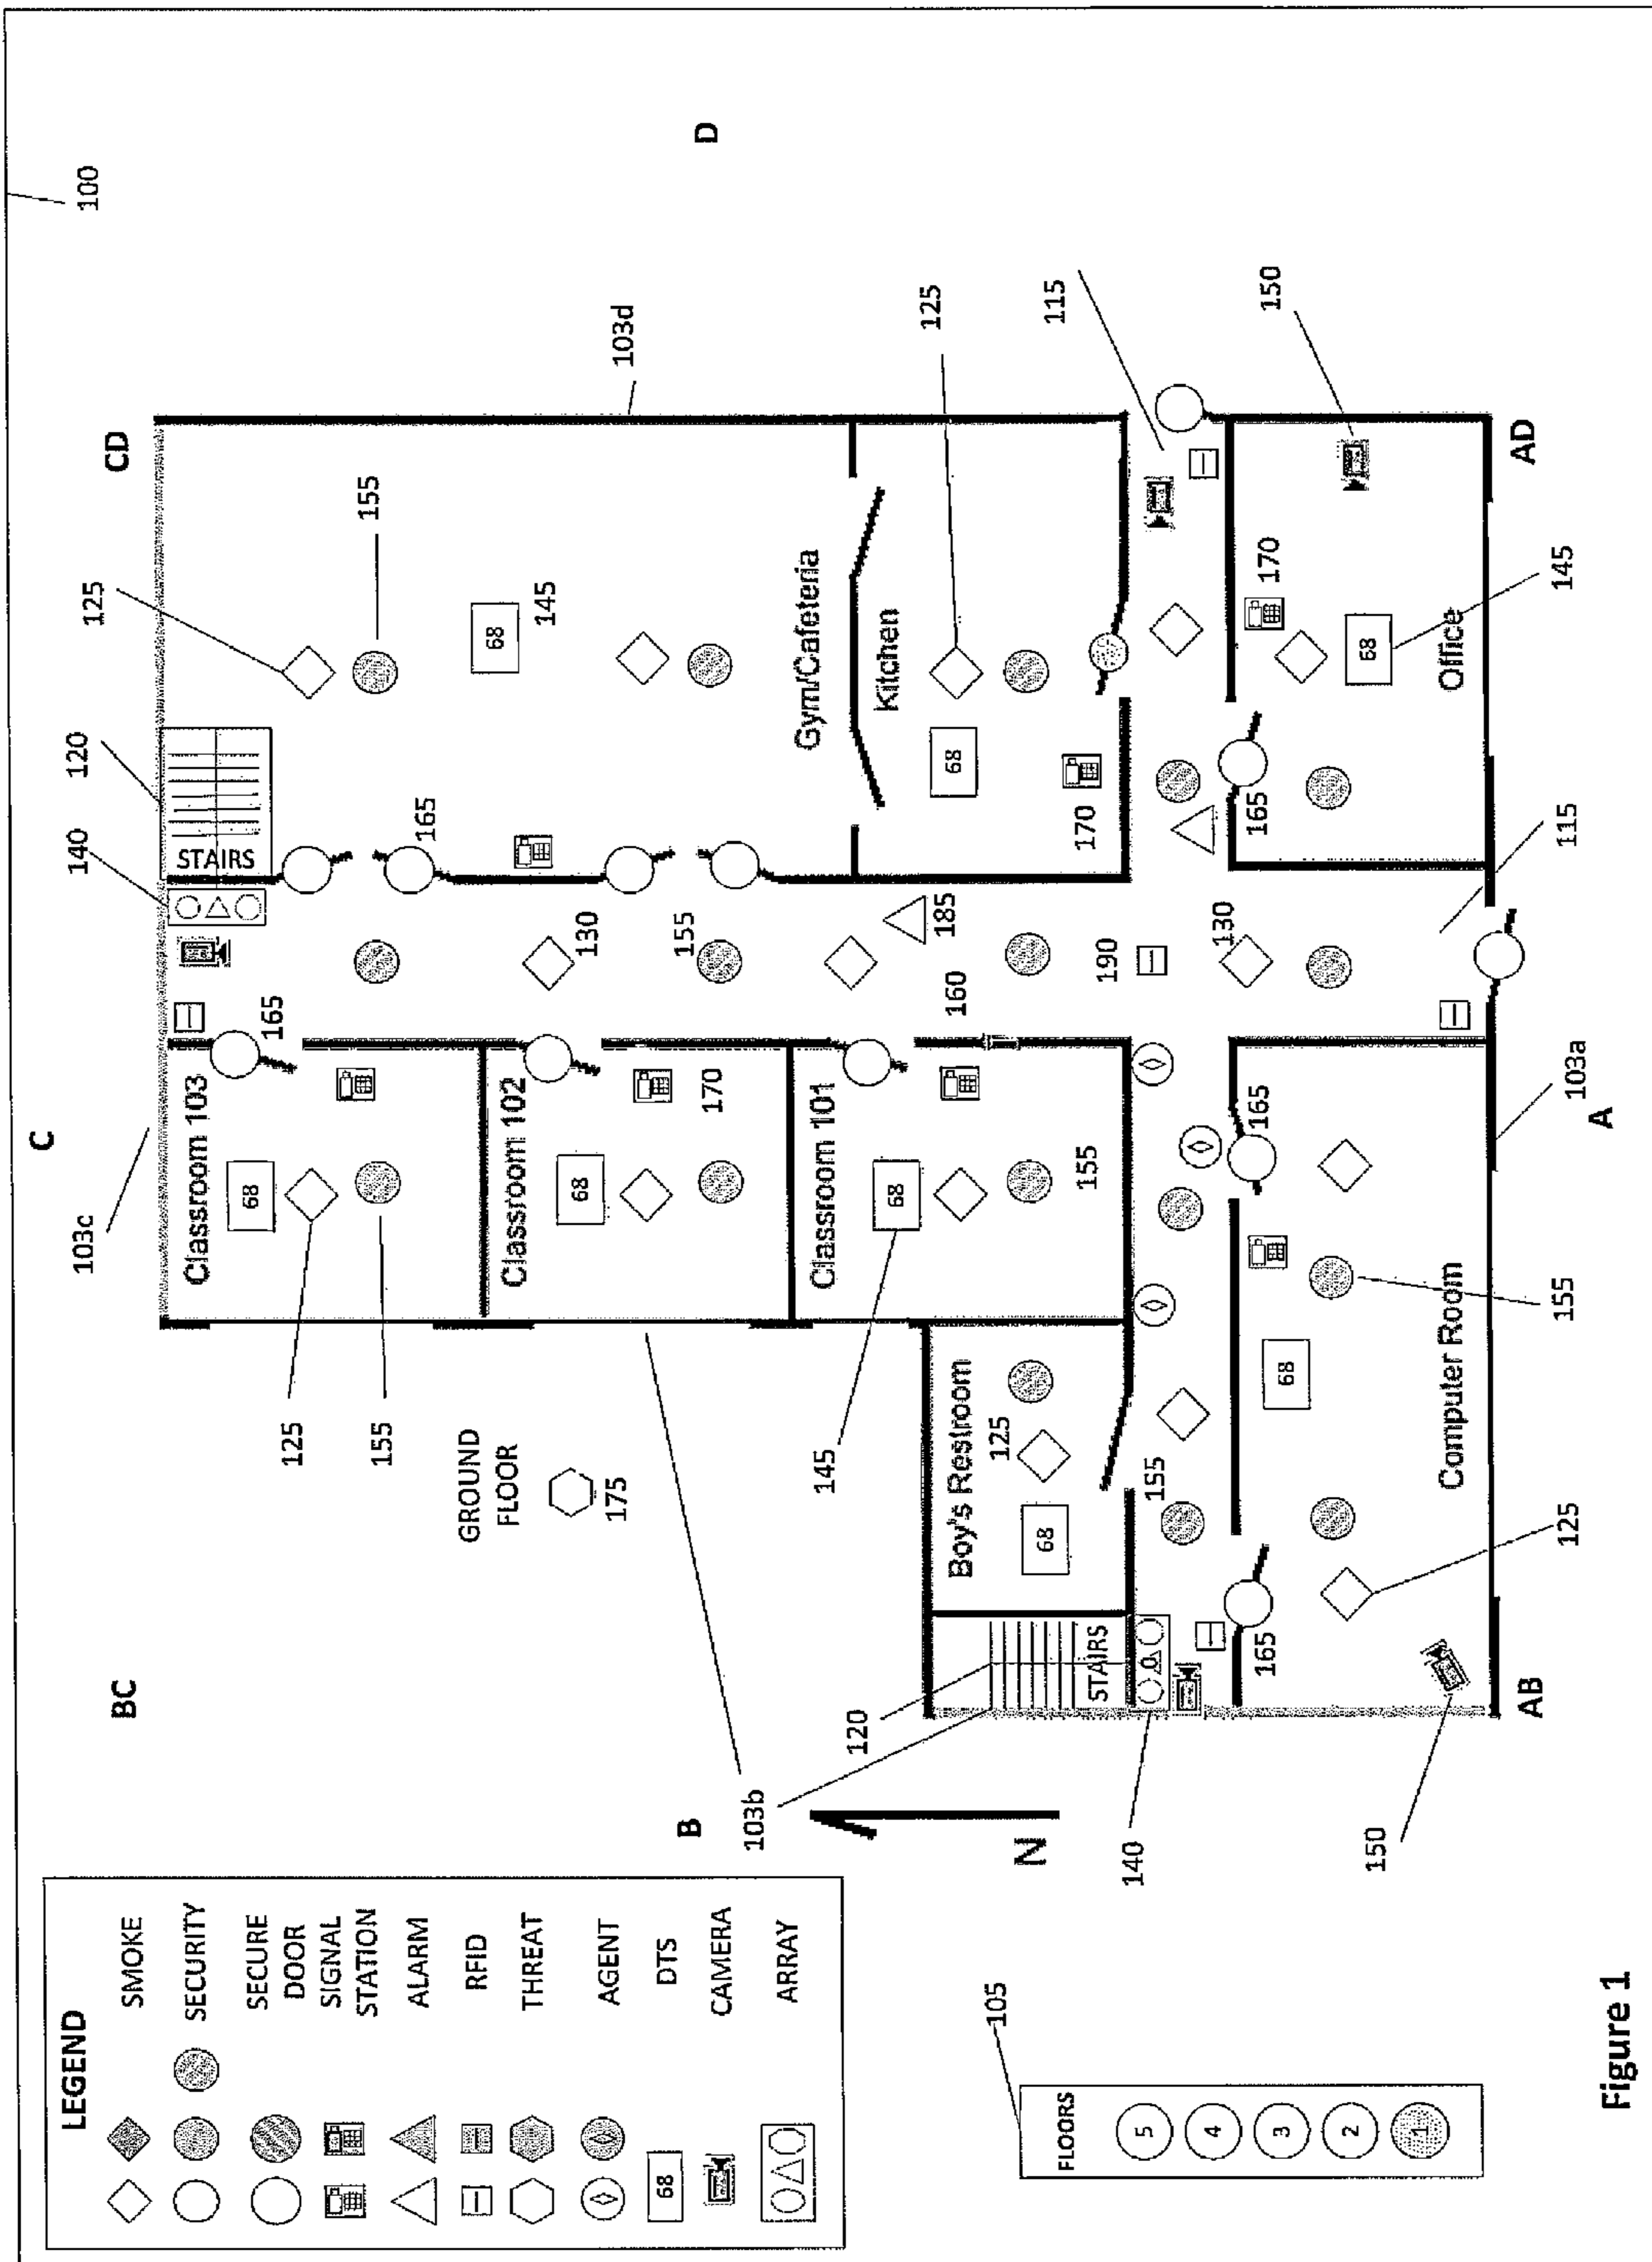 100
LEGEND
SMOKE
SECURITY
SECURE
DOOR
SIGNAL
STATION
ALARM
RFID
THREAT
AGENT
68
DTS
CAMERA
ARRAY
105
FLOORS
5
4
3
2
1
BC
C
CD
103c
B
D
103b
N
GROUND
FLOOR
175
125
155
145
Classroom 103
68
165
Classroom 102
68
170
Classroom 101
68
155
140
120
STAIRS
165
125
155
68
145
103d
130
155
185
160
190
130
Gym/Cafeteria
Kitchen
68
125
170
115
150
Boy's Restroom
125
68
STAIRS
120
140
155
165
165
68
Computer Room
155
125
150
AB
103a
A
115
165
170
68
Office
145
AD
Figure 1